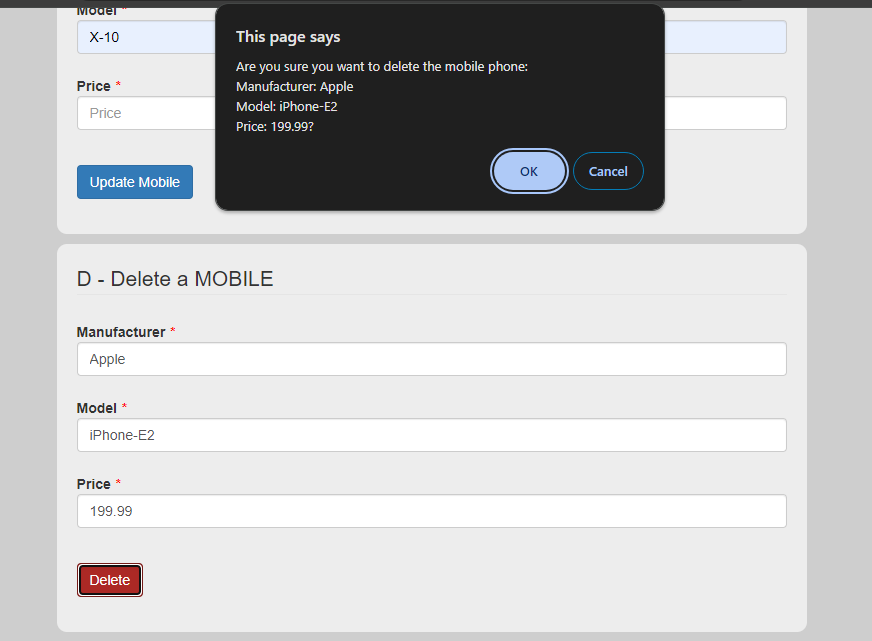 Model *
X-10
Price *
Price
Update Mobile
This page says
Are you sure you want to delete the mobile phone:
Manufacturer: Apple
Model: iPhone-E2
Price: 199.99?
OK
Cancel
D - Delete a MOBILE
Manufacturer *
Apple
Model *
iPhone-E2
Price *
199.99
Delete